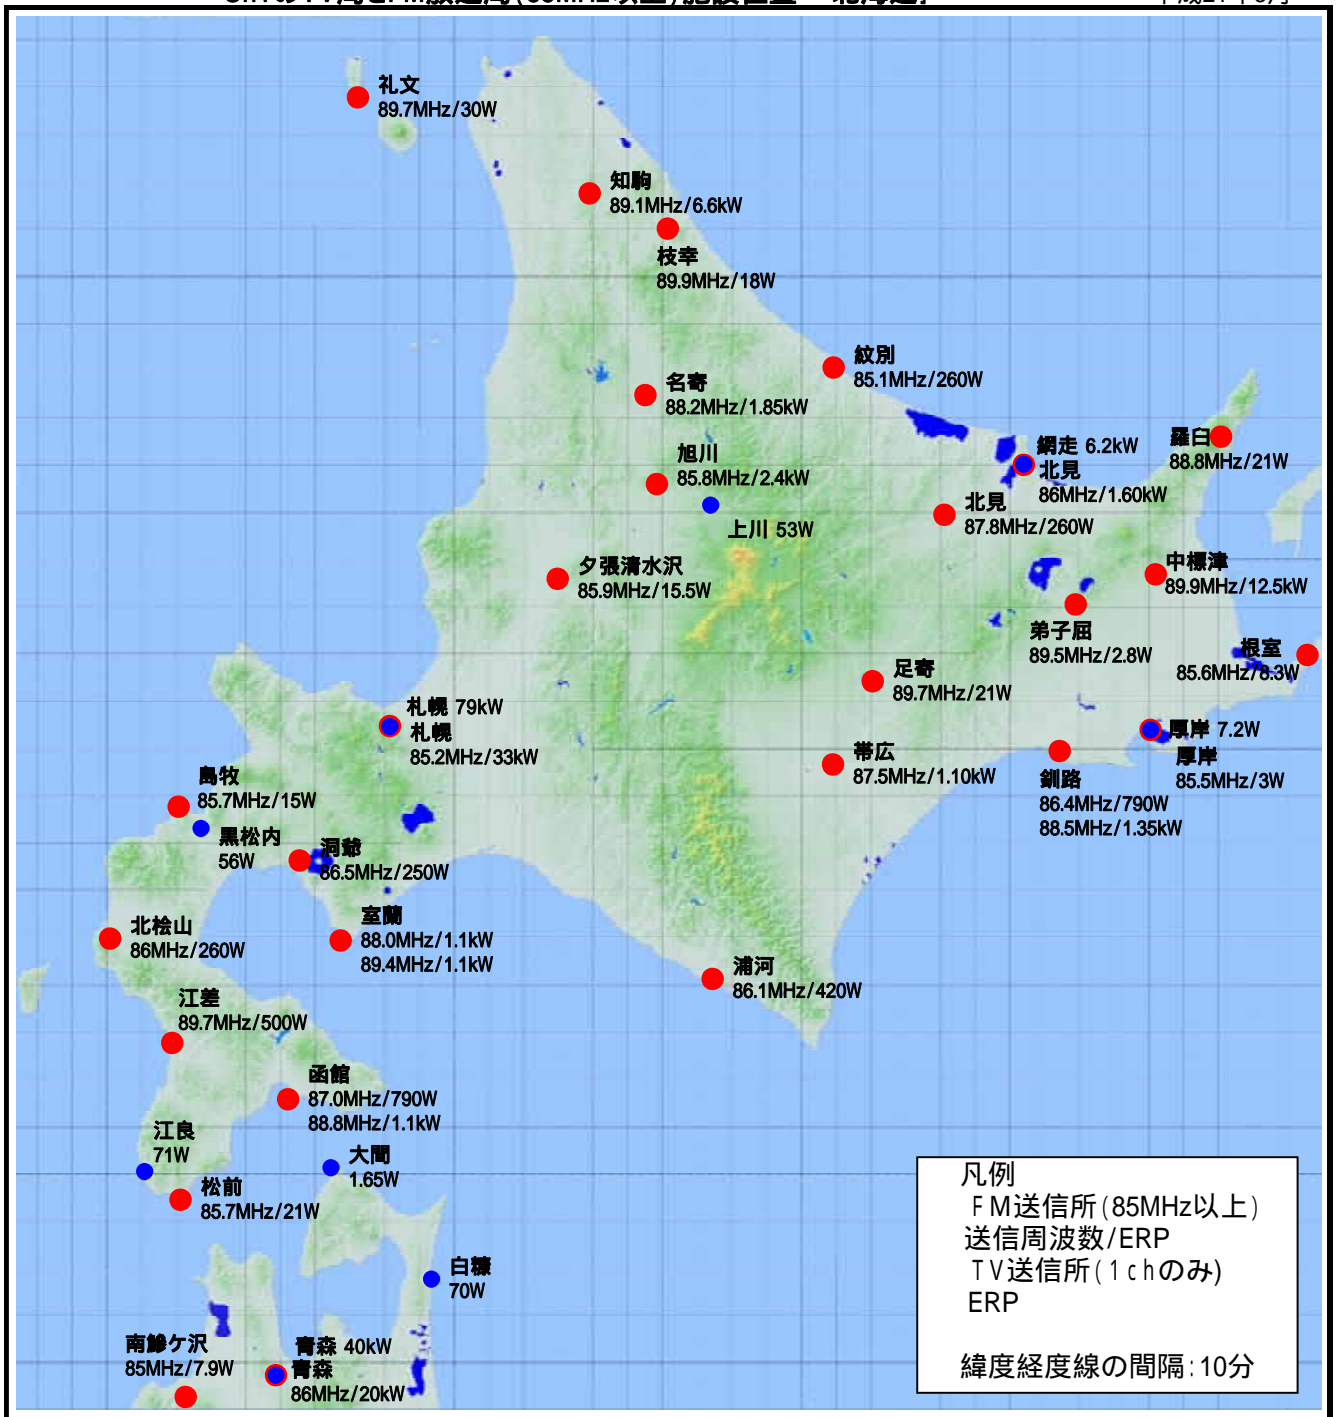 礼文
89.7MHz/30W
知駒
89.1MHz/6.6kW
枝幸
89.9MHz/18W
紋別
85.1MHz/260W
名寄
88.2MHz/1.85kW
羅臼
88.8MHz/21W
網走 6.2kW
北見
86MHz/1.60kW
旭川
85.8MHz/2.4kW
北見
87.8MHz/260W
上川 53W
夕張清水沢
85.9MHz/15.5W
中標津
89.9MHz/12.5kW
弟子屈
89.5MHz/2.8W
根室
85.6MHz/8.3W
足寄
89.7MHz/21W
札幌 79kW
札幌
85.2MHz/33kW
厚岸 7.2W
厚岸
85.5MHz/3W
帯広
87.5MHz/1.10kW
釧路
86.4MHz/790W
88.5MHz/1.35kW
島牧
85.7MHz/15W
黒松内
56W
洞爺
86.5MHz/250W
北桧山
86MHz/260W
室蘭
88.0MHz/1.1kW
89.4MHz/1.1kW
浦河
86.1MHz/420W
江差
89.7MHz/500W
函館
87.0MHz/790W
88.8MHz/1.1kW
江良
71W
大間
1.65W
松前
85.7MHz/21W
白糠
70W
南鰺ケ沢
85MHz/7.9W
青森 40kW
青森
86MHz/20kW
凡例
FM送信所(85MHz以上)
送信周波数/ERP
TV送信所(1chのみ)
ERP
緯度経度線の間隔:10分